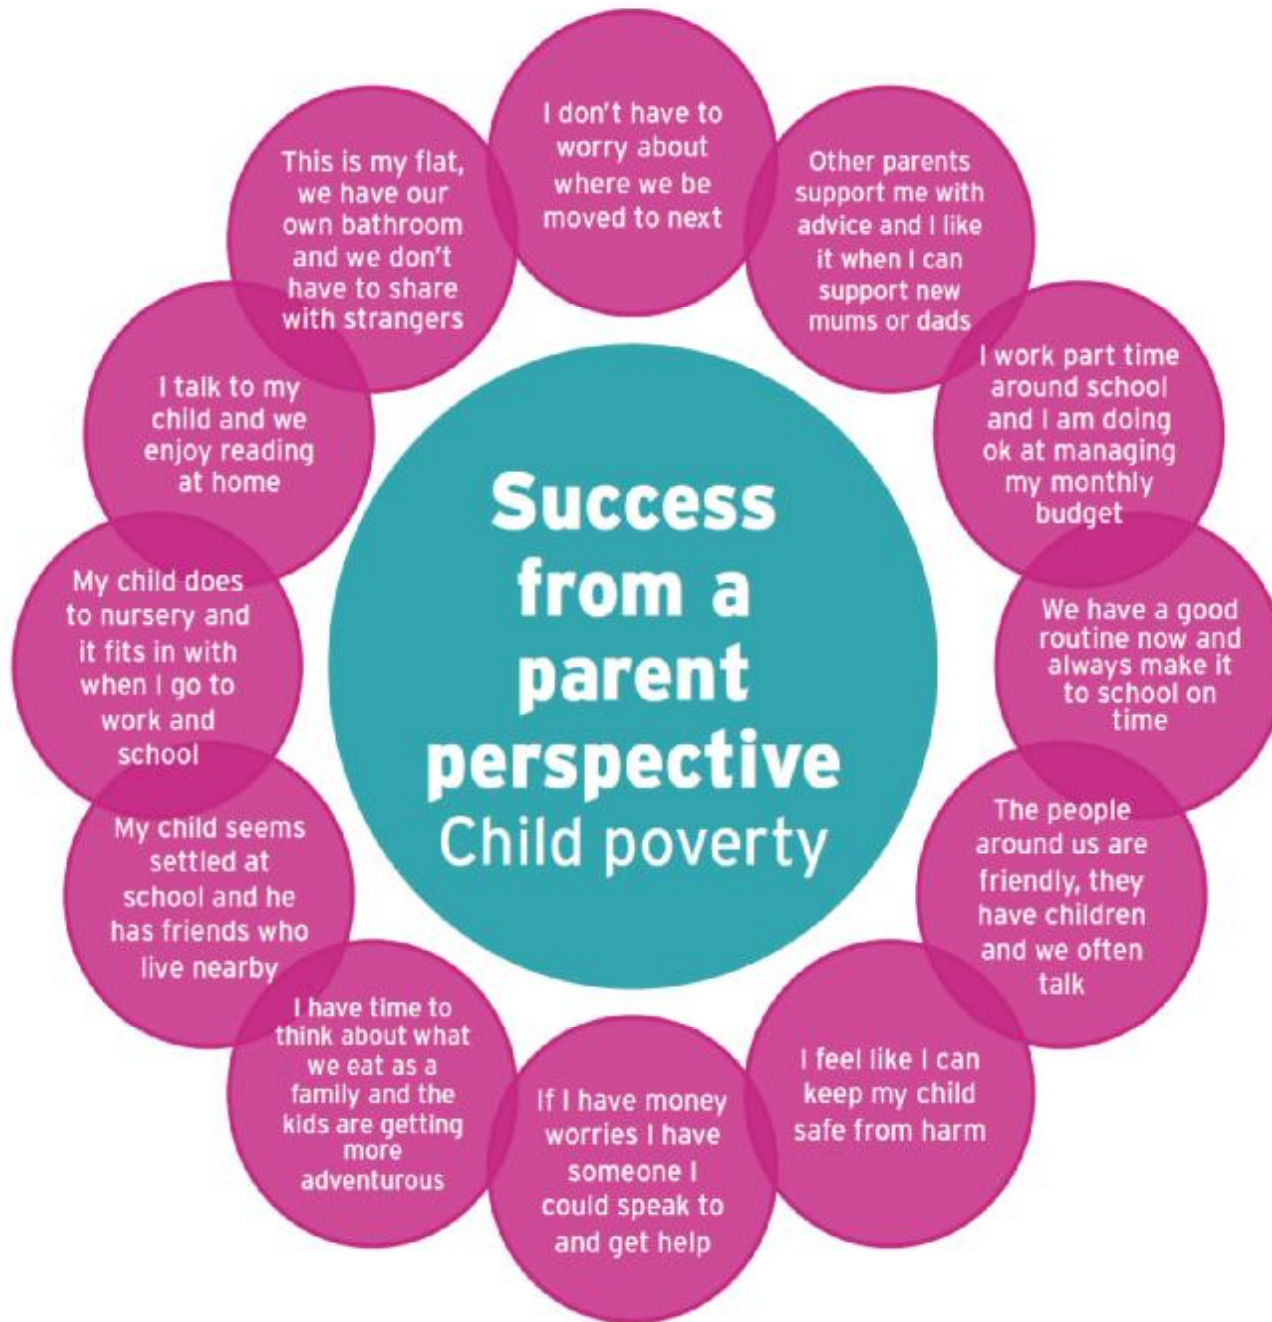 Success
from a
parent
perspective
Child poverty
I don't have to
worry about
where we be
moved to next
Other parents
support me with
advice and I like
it when I can
support new
mums or dads
I work part time
around school
and I am doing
ok at managing
my monthly
budget
We have a good
routine now and
always make it
to school on
time
The people
around us are
friendly, they
have children
and we often
talk
I feel like I can
keep my child
safe from harm
If I have money
worries I have
someone I
could speak to
and get help
I have time to
think about what
we eat as a
family and the
kids are getting
more
adventurous
My child seems
settled at
school and he
has friends who
live nearby
My child does
to nursery and
it fits in with
when I go to
work and
school
I talk to my
child and we
enjoy reading
at home
This is my flat,
we have our
own bathroom
and we don't
have to share
with strangers